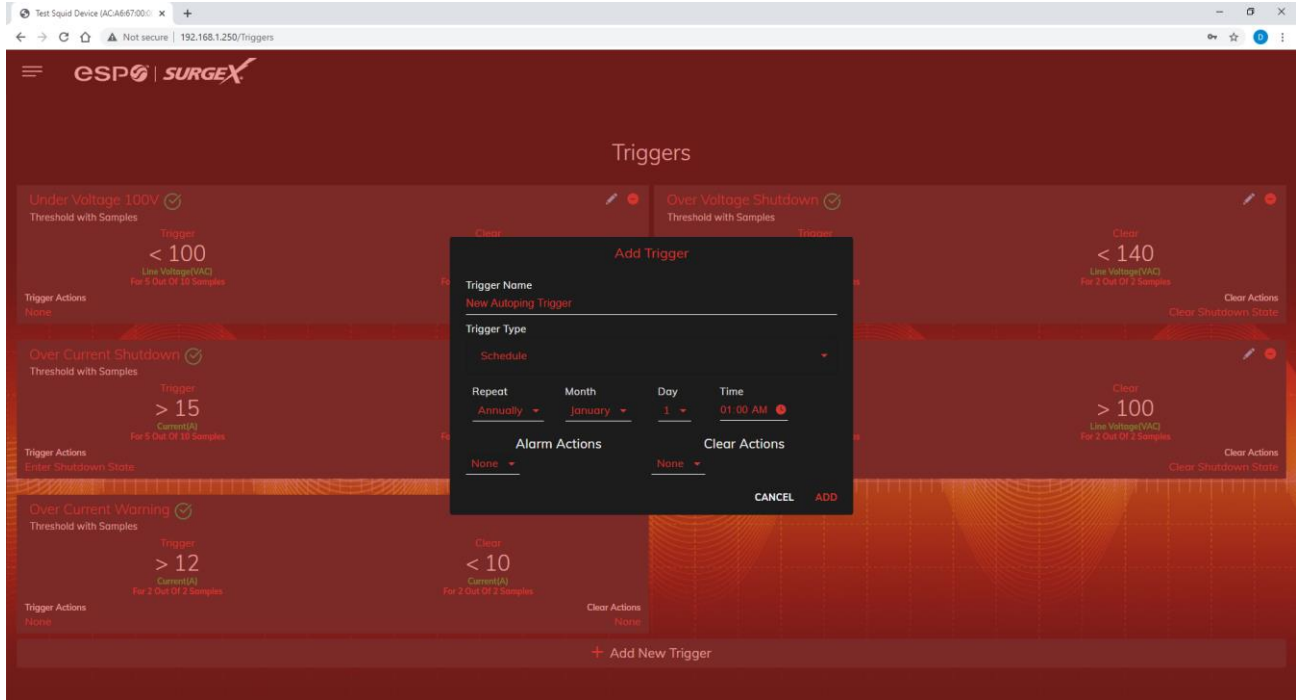 Test Squid Device (AC:A6:67:00:0
Not secure | 192.168.1.250/Triggers
D
esp | SURGEX
Triggers
Under Voltage 100V
Threshold with Samples
Trigger
< 100
Line Voltage(VAC)
For 5 Out Of 10 Samples
Clear
Trigger Actions
None
Over Voltage Shutdown
Threshold with Samples
Trigger
Clear
< 140
Line Voltage(VAC)
For 2 Out Of 2 Samples
Clear Actions
Clear Shutdown State
Add Trigger
Trigger Name
New Autoping Trigger
Trigger Type
Schedule
Repeat Month Day Time
Annually January 1 01:00 AM
Alarm Actions Clear Actions
None None
CANCEL ADD
Over Current Shutdown
Threshold with Samples
Trigger
> 15
Current(A)
For 5 Out Of 10 Samples
Trigger Actions
Enter Shutdown State
Clear
> 100
Line Voltage(VAC)
For 2 Out Of 2 Samples
Clear Actions
Clear Shutdown State
Over Current Warning
Threshold with Samples
Trigger
> 12
Current(A)
For 2 Out Of 2 Samples
Clear
< 10
Current(A)
For 2 Out Of 2 Samples
Trigger Actions
None
Clear Actions
None
+ Add New Trigger